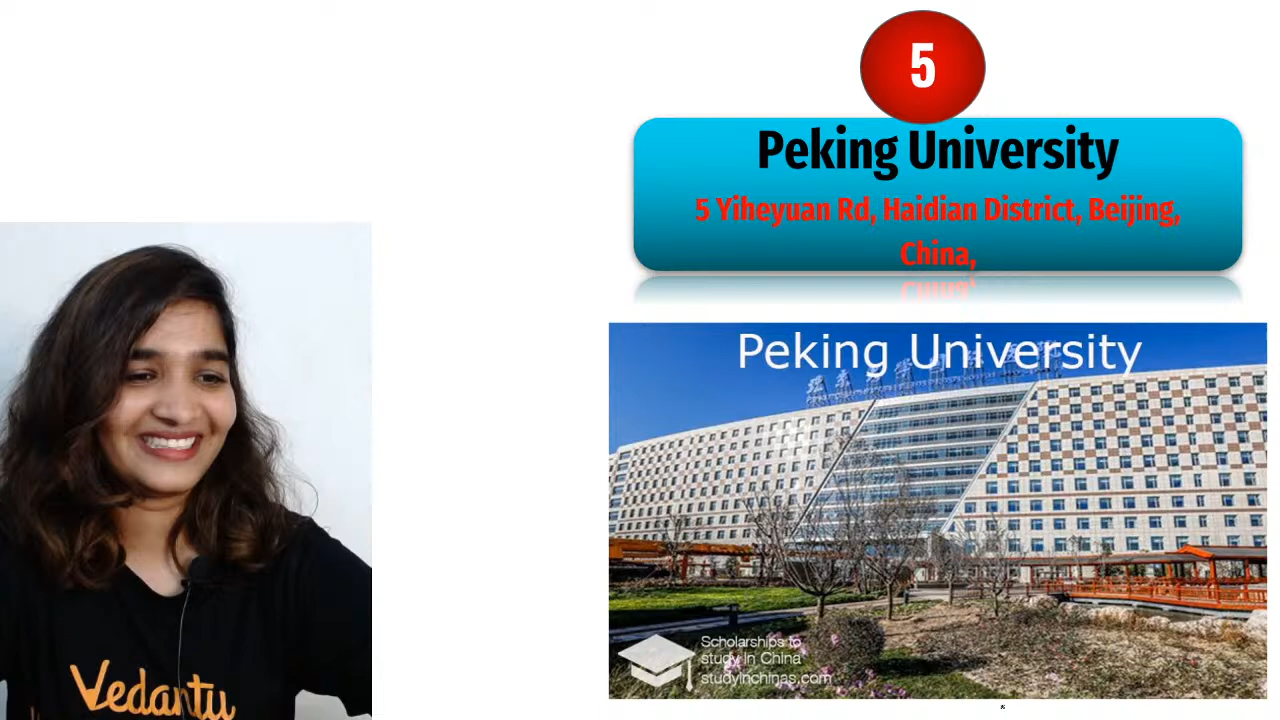 5
Peking University
5 Yiheyuan Rd, Haidian District, Beijing,
China,
Peking University
Scholarships to
study in China
studyinchinas.com
Vedantu